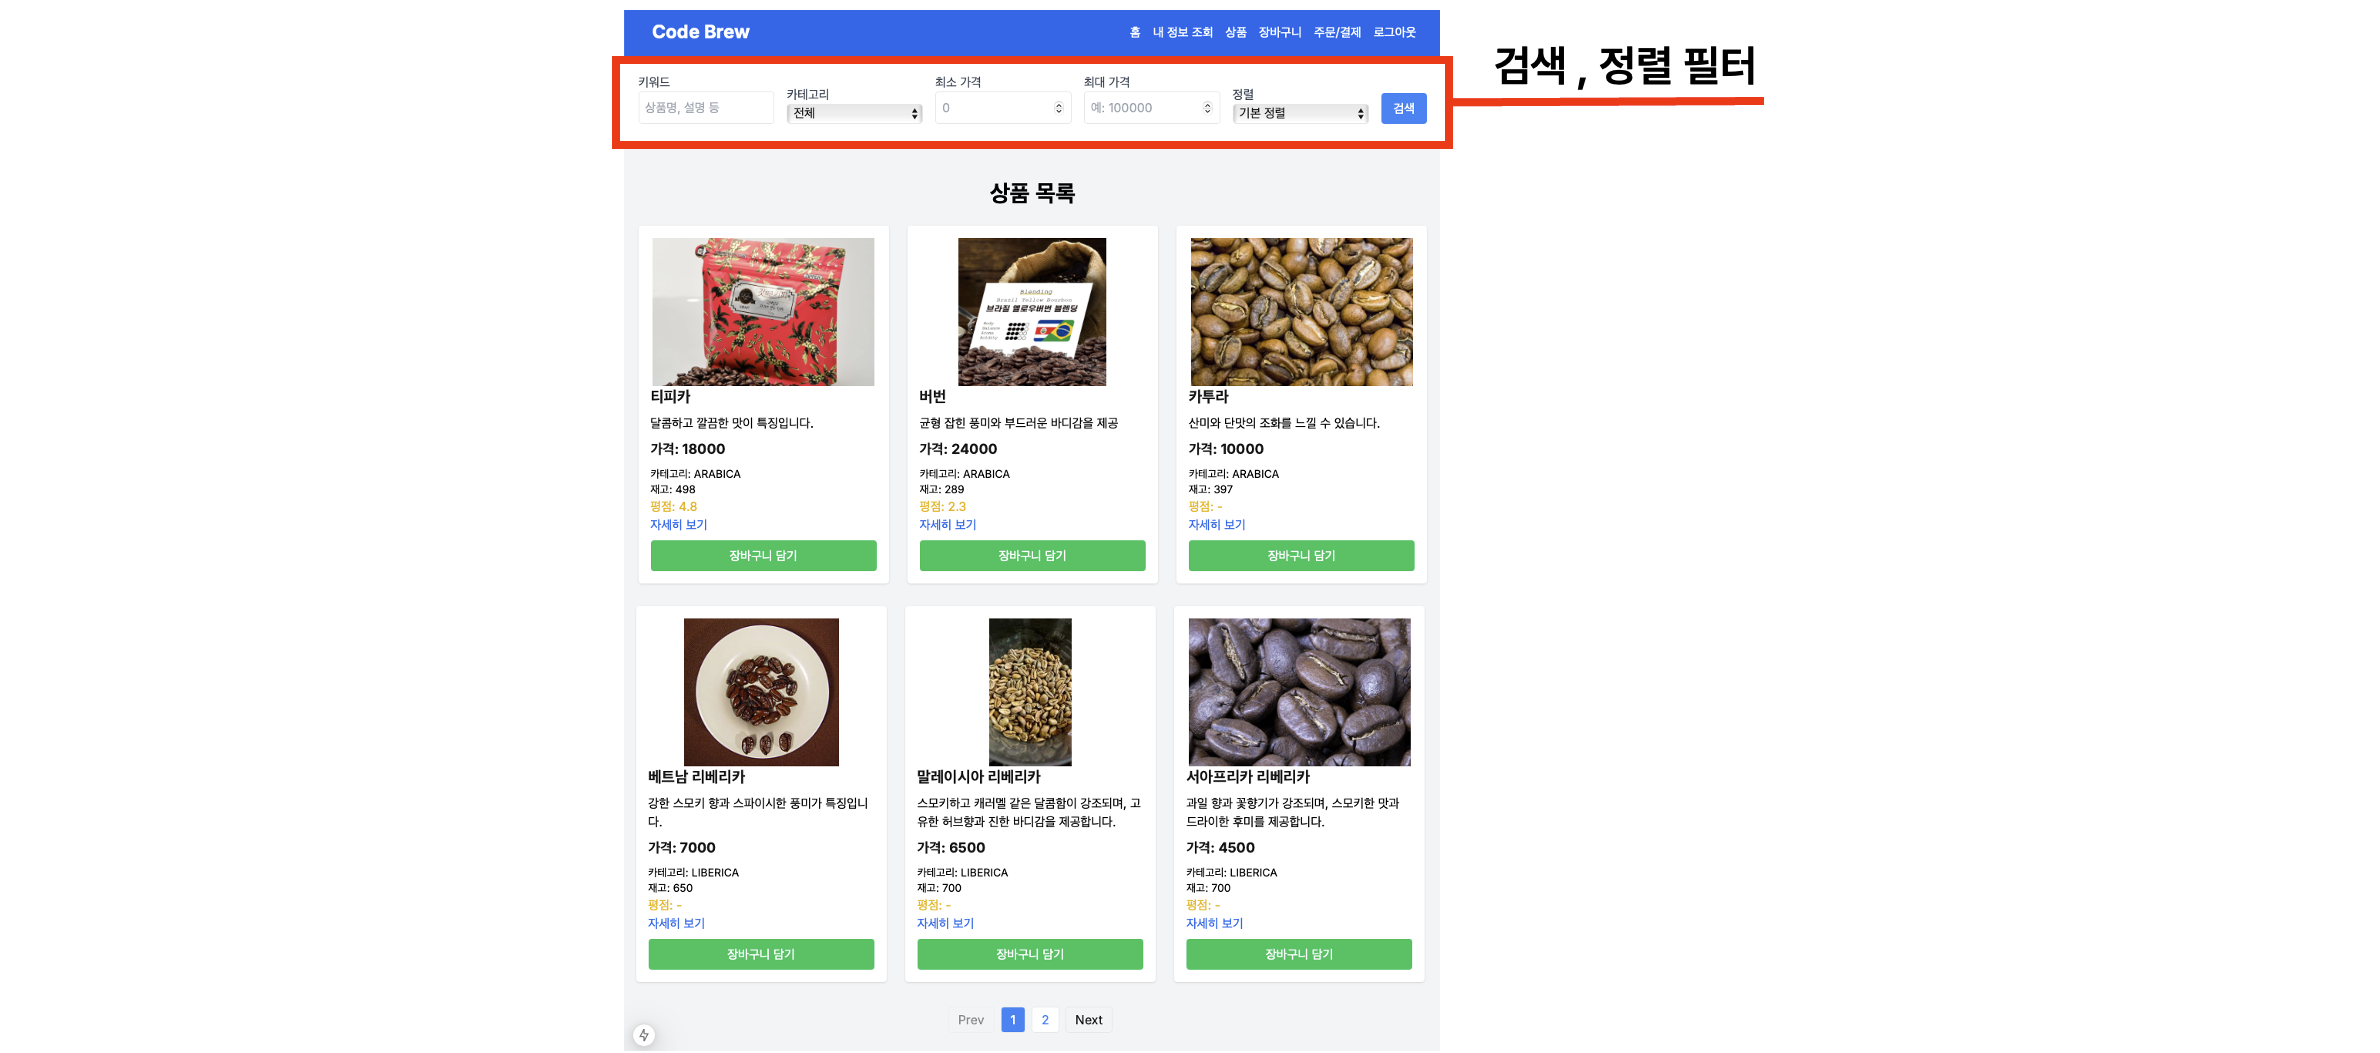 Code Brew
홈 내 정보 조회 상품 장바구니 주문/결제 로그아웃
검색 , 정렬 필터
키워드 카테고리 최소 가격 최대 가격 정렬
상품명, 설명 등 전체 0 예: 100000 기본 정렬 검색
상품 목록
Blending
Brazil Yellow Bourbon
브라질 옐로우버번 블렌딩
티피카
달콤하고 깔끔한 맛이 특징입니다.
가격: 18000
카테고리: ARABICA
재고: 498
평점: 4.8
자세히 보기
장바구니 담기
버번
균형 잡힌 풍미와 부드러운 바디감을 제공
가격: 24000
카테고리: ARABICA
재고: 289
평점: 2.3
자세히 보기
장바구니 담기
카투라
산미와 단맛의 조화를 느낄 수 있습니다.
가격: 10000
카테고리: ARABICA
재고: 397
평점: -
자세히 보기
장바구니 담기
베트남 리베리카
강한 스모키 향과 스파이시한 풍미가 특징입니
다.
가격: 7000
카테고리: LIBERICA
재고: 650
평점: -
자세히 보기
장바구니 담기
말레이시아 리베리카
스모키하고 캐러멜 같은 달콤함이 강조되며, 고
유한 허브향과 진한 바디감을 제공합니다.
가격: 6500
카테고리: LIBERICA
재고: 700
평점: -
자세히 보기
장바구니 담기
서아프리카 리베리카
과일 향과 꽃향기가 강조되며, 스모키한 맛과
드라이한 후미를 제공합니다.
가격: 4500
카테고리: LIBERICA
재고: 700
평점: -
자세히 보기
장바구니 담기
Prev 1 2 Next